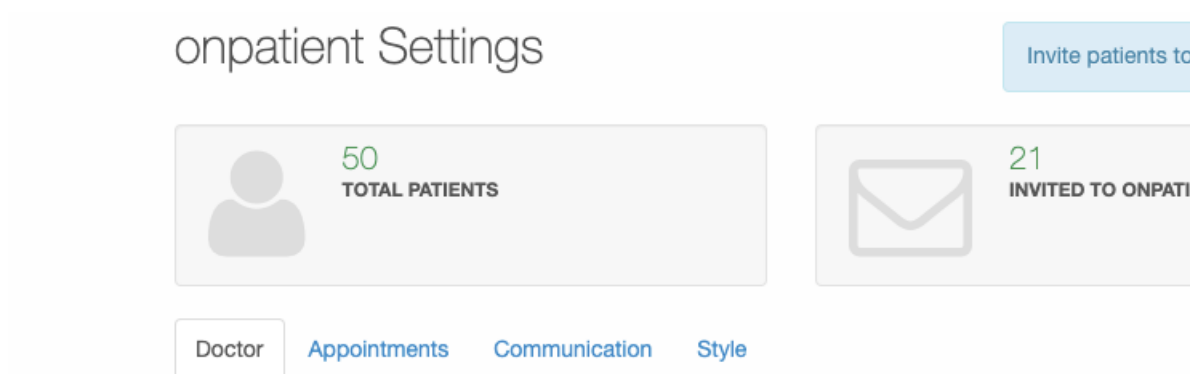 onpatient Settings
Invite patients to
50
TOTAL PATIENTS
21
INVITED TO ONPATI
Doctor
Appointments
Communication
Style